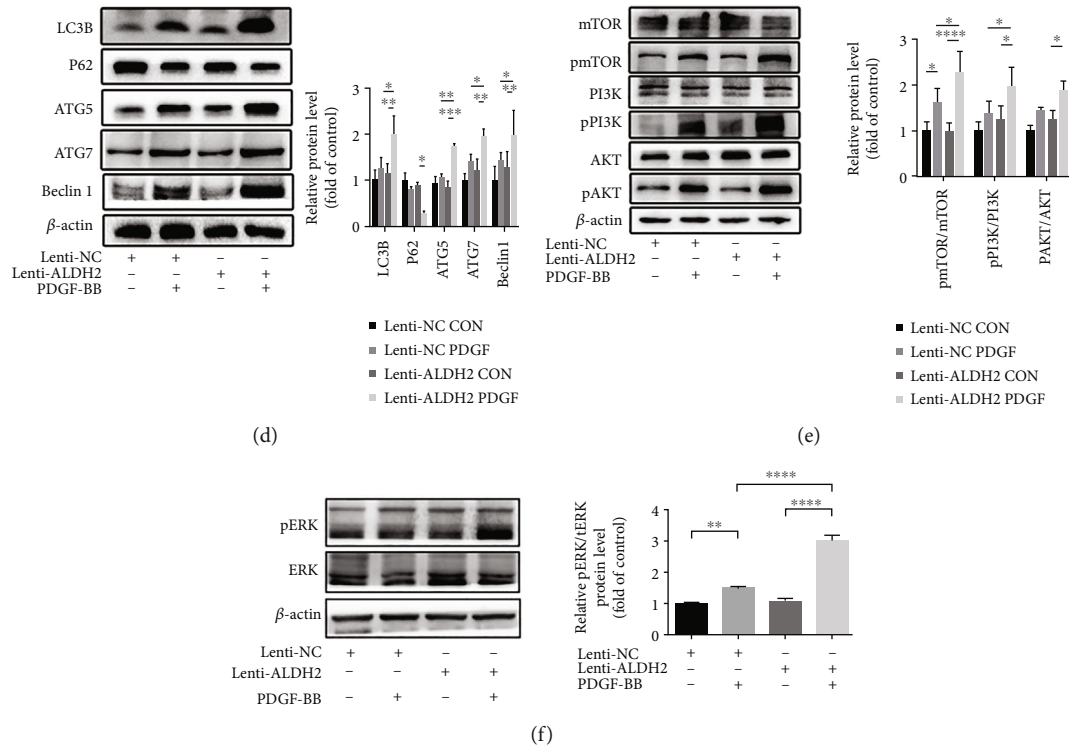 LC3B
P62
ATG5
ATG7
Beclin 1
β-actin
Lenti-NC + + – –
Lenti-ALDH2 – – + +
PDGF-BB – + – +
Relative protein level
(fold of control)
5
4
3
2
1
0
* ** * ** *** * ** * **
LC3B
P62
ATG5
ATG7
Beclin1
Lenti-NC CON
Lenti-NC PDGF
Lenti-ALDH2 CON
Lenti-ALDH2 PDGF
(d)
mTOR
pmTOR
PI3K
pPI3K
AKT
pAKT
β-actin
Lenti-NC + + – –
Lenti-ALDH2 – – + +
PDGF-BB – + – +
Relative protein level
(fold of control)
3
2
1
0
* * **** * * *
pmTOR/mTOR
pPI3K/PI3K
PAKT/AKT
Lenti-NC CON
Lenti-NC PDGF
Lenti-ALDH2 CON
Lenti-ALDH2 PDGF
(e)
pERK
ERK
β-actin
Lenti-NC + + – –
Lenti-ALDH2 – – + +
PDGF-BB – + – +
Relative pERK/tERK
protein level
(fold of control)
4
3
2
1
0
**
****
****
Lenti-NC + + – –
Lenti-ALDH2 – – + +
PDGF-BB – + – +
(f)